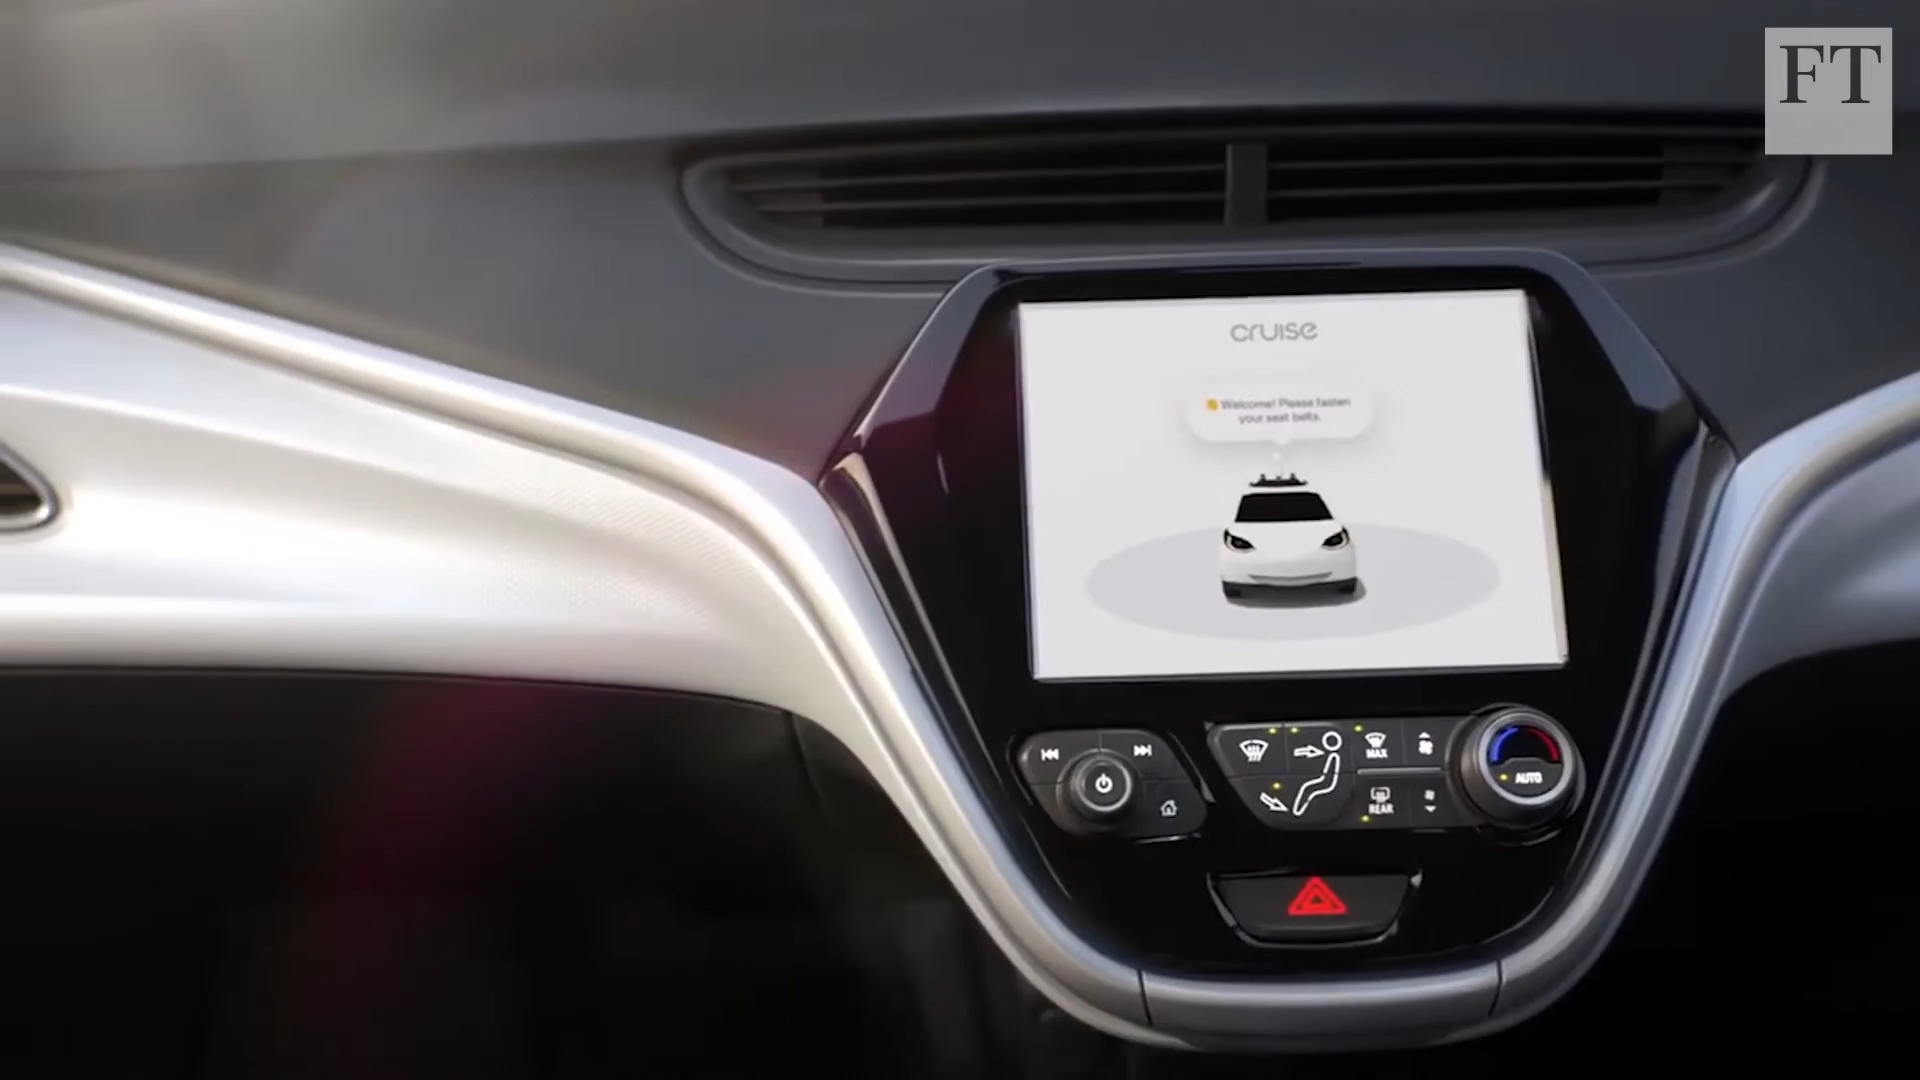 FT
cruise
Welcome! Please fasten
your seat belts.
MAX
AUTO
REAR